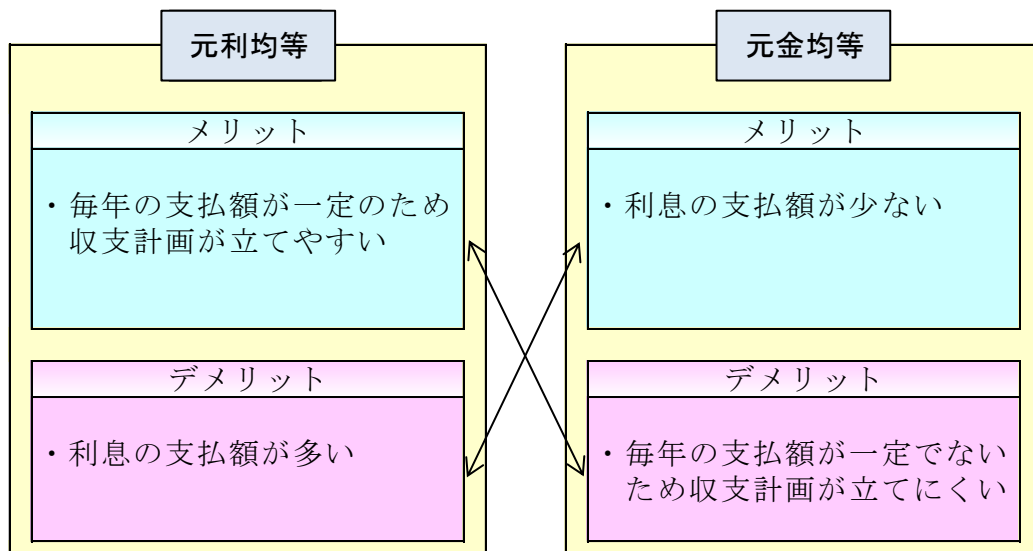 元利均等
メリット
・毎年の支払額が一定のため
収支計画が立てやすい
デメリット
・利息の支払額が多い
元金均等
メリット
・利息の支払額が少ない
デメリット
・毎年の支払額が一定でない
ため収支計画が立てにくい